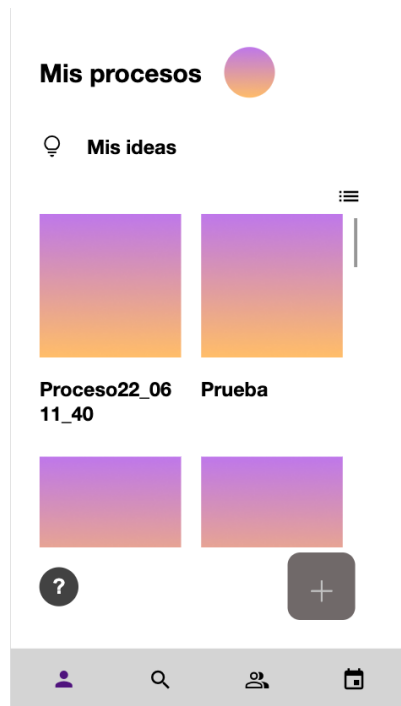 Mis procesos
Mis ideas
Proceso22_06 Prueba
11_40
?